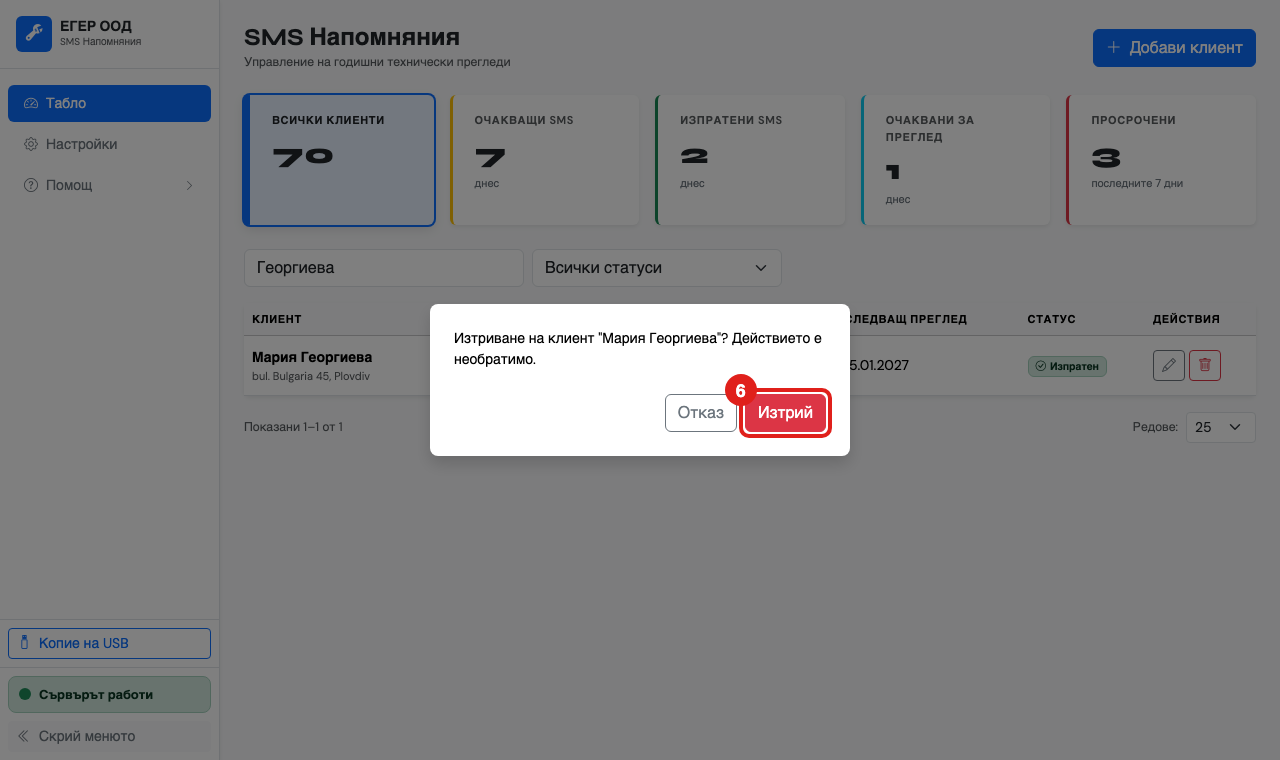 ЕГЕР ООД
SMS Напомняния
Табло
Настройки
Помощ
Копие на USB
Сървърът работи
Скрий менюто
SMS Напомняния
Управление на годишни технически прегледи
Добави клиент
ВСИЧКИ КЛИЕНТИ
70
ОЧАКВАЩИ SMS
7
днес
ИЗПРАТЕНИ SMS
2
днес
ОЧАКВАНИ ЗА
ПРЕГЛЕД
1
днес
ПРОСРОЧЕНИ
3
последните 7 дни
Георгиева
Всички статуси
КЛИЕНТ
ЛЕДВАЩ ПРЕГЛЕД
СТАТУС
ДЕЙСТВИЯ
Мария Георгиева
bul. Bulgaria 45, Plovdiv
5.01.2027
Изпратен
Изтриване на клиент "Мария Георгиева"? Действието е
необратимо.
6
Отказ
Изтрий
Показани 1–1 от 1
Редове:
25